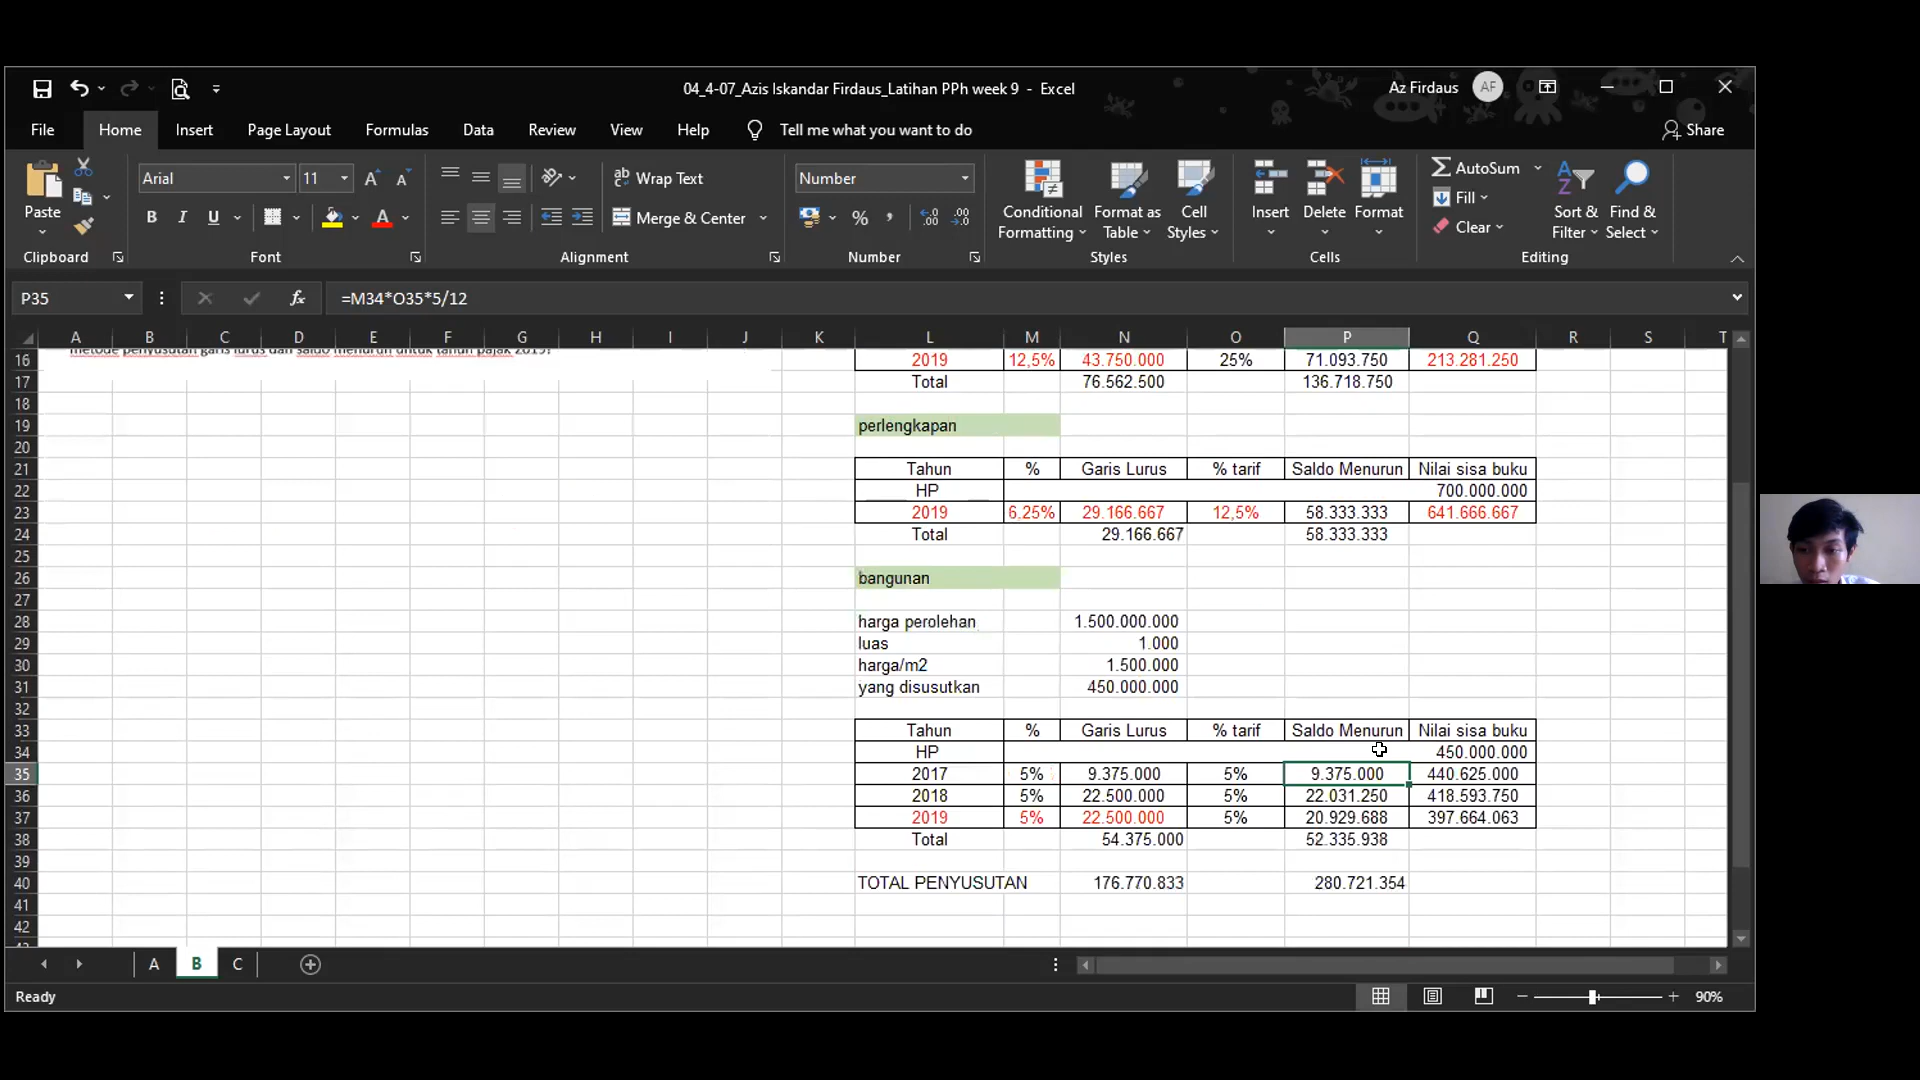 04_4-07_Azis Iskandar Firdaus_Latihan PPh week 9 - Excel
Az Firdaus AF
File Home Insert Page Layout Formulas Data Review View Help Tell me what you want to do Share
Paste
Clipboard
Arial 11
B I U
Font
Wrap Text
Merge & Center
Alignment
Number
%
Number
Conditional Formatting
Format as Table
Cell Styles
Styles
Insert
Delete
Format
Cells
AutoSum
Fill
Clear
Sort & Filter
Find & Select
Editing
P35 fx =M34*O35*5/12
A B C D E F G H I J K L M N O P Q R S T
metode penyusutan garis lurus dan saldo menurun untuk tahun pajak 2019?
16 2019 12,5% 43.750.000 25% 71.093.750 213.281.250
17 Total 76.562.500 136.718.750
18
19 perlengkapan
20
21 Tahun % Garis Lurus % tarif Saldo Menurun Nilai sisa buku
22 HP 700.000.000
23 2019 6.25% 29.166.667 12,5% 58.333.333 641.666.667
24 Total 29.166.667 58.333.333
25
26 bangunan
27
28 harga perolehan 1.500.000.000
29 luas 1.000
30 harga/m2 1.500.000
31 yang disusutkan 450.000.000
32
33 Tahun % Garis Lurus % tarif Saldo Menurun Nilai sisa buku
34 HP 450.000.000
35 2017 5% 9.375.000 5% 9.375.000 440.625.000
36 2018 5% 22.500.000 5% 22.031.250 418.593.750
37 2019 5% 22.500.000 5% 20.929.688 397.664.063
38 Total 54.375.000 52.335.938
39
40 TOTAL PENYUSUTAN 176.770.833 280.721.354
41
42
A B C
Ready 90%